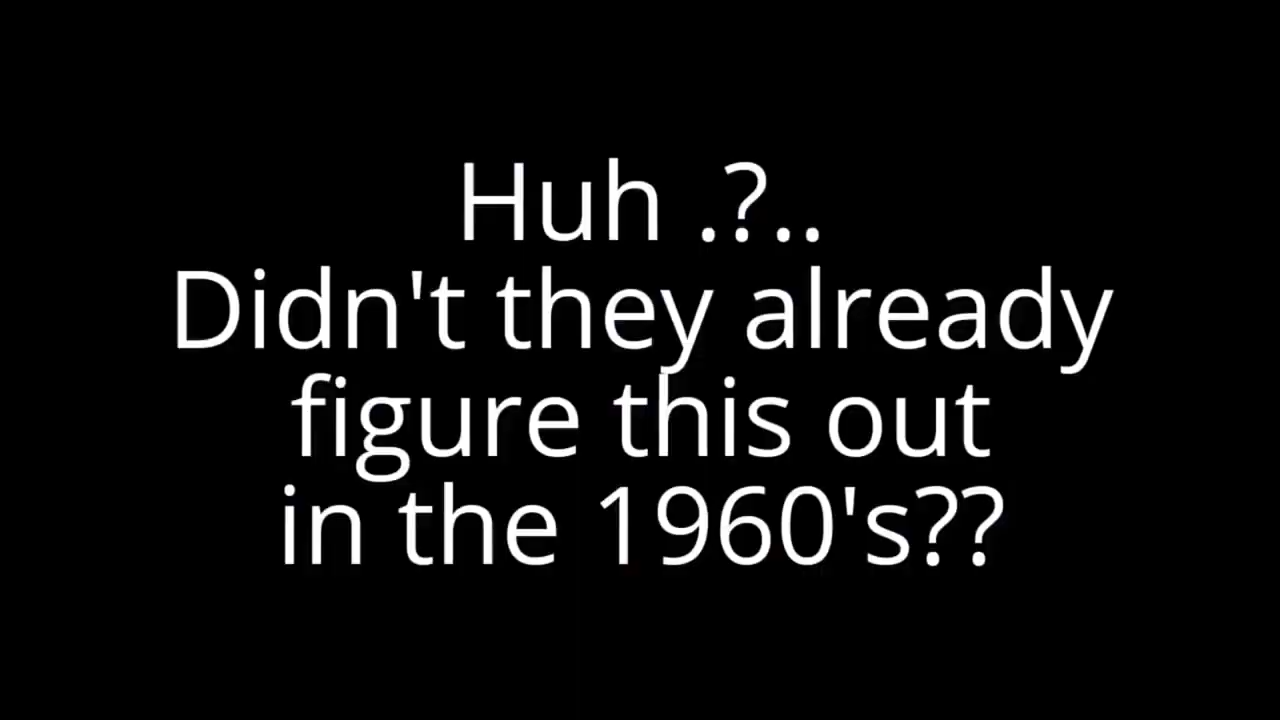 Huh .?..
Didn't they already
figure this out
in the 1960's??